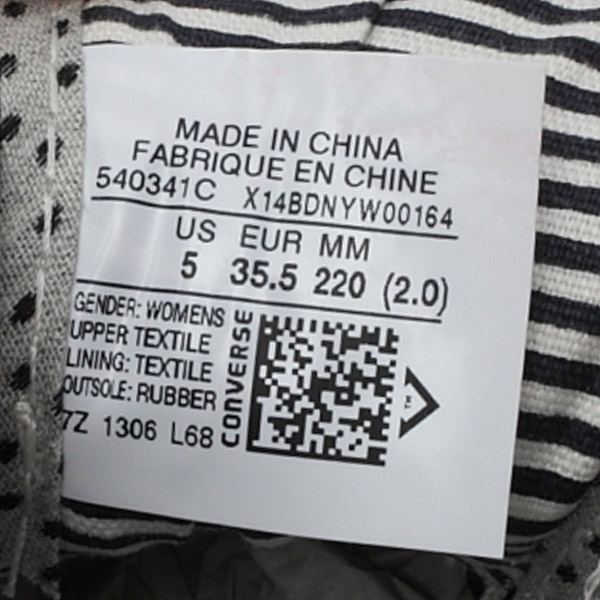 MADE IN CHINA
FABRIQUE EN CHINE
540341C X14BDNYW00164
US EUR MM
5 35.5 220 (2.0)
GENDER: WOMENS
UPPER TEXTILE
LINING: TEXTILE
OUTSOLE: RUBBER
7Z 1306 L68
CONVERSE